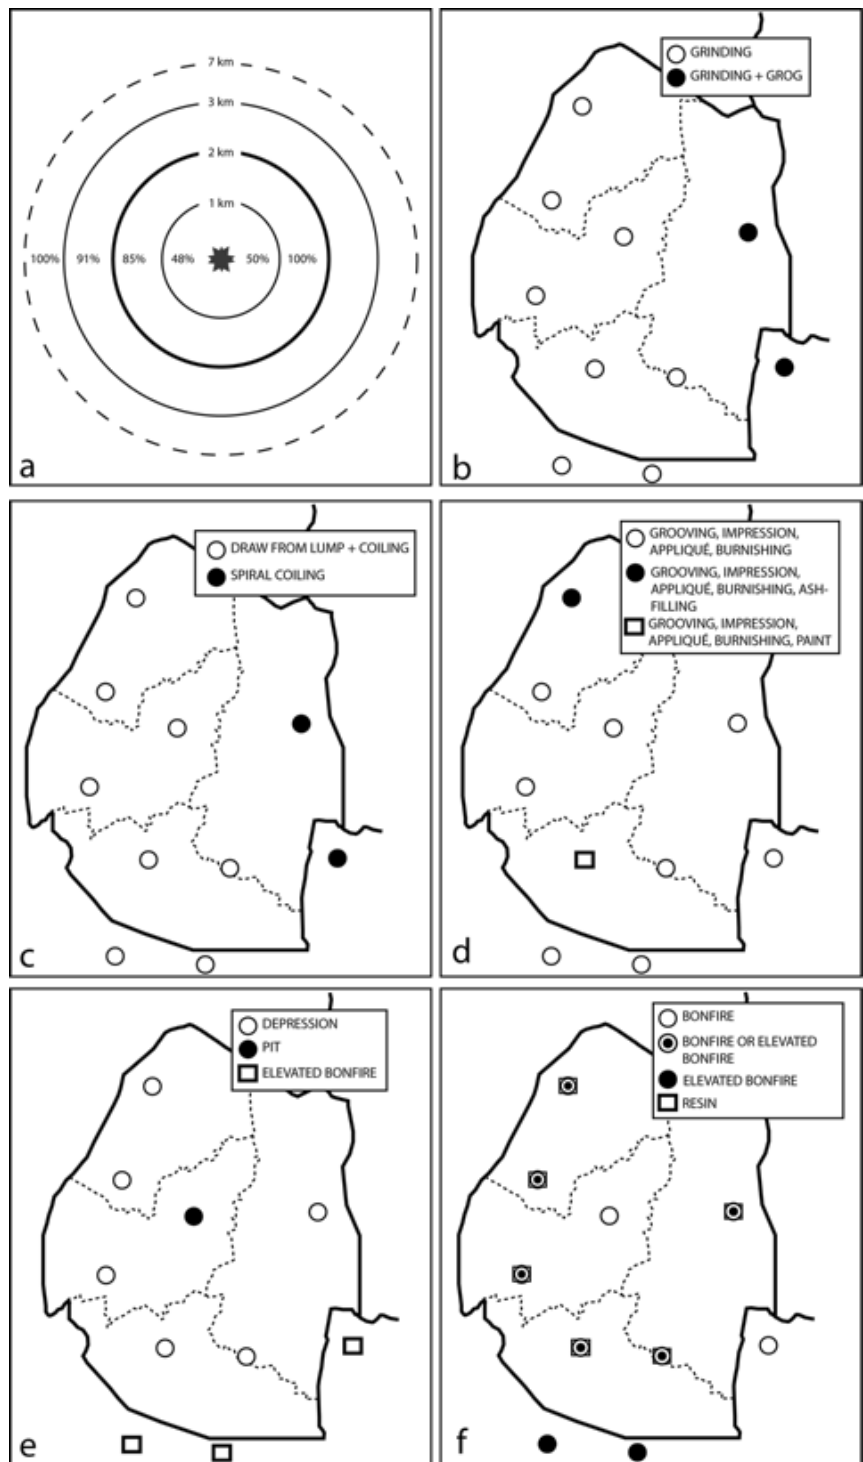 7 km
3 km
2 km
1 km
100% 91% 85% 48% 50% 100%
a
GRINDING
GRINDING + GROG
b
DRAW FROM LUMP + COILING
SPIRAL COILING
c
GROOVING, IMPRESSION,
APPLIQUÉ, BURNISHING
GROOVING, IMPRESSION,
APPLIQUÉ, BURNISHING, ASH-
FILLING
GROOVING, IMPRESSION,
APPLIQUÉ, BURNISHING, PAINT
d
DEPRESSION
PIT
ELEVATED BONFIRE
e
BONFIRE
BONFIRE OR ELEVATED
BONFIRE
ELEVATED BONFIRE
RESIN
f